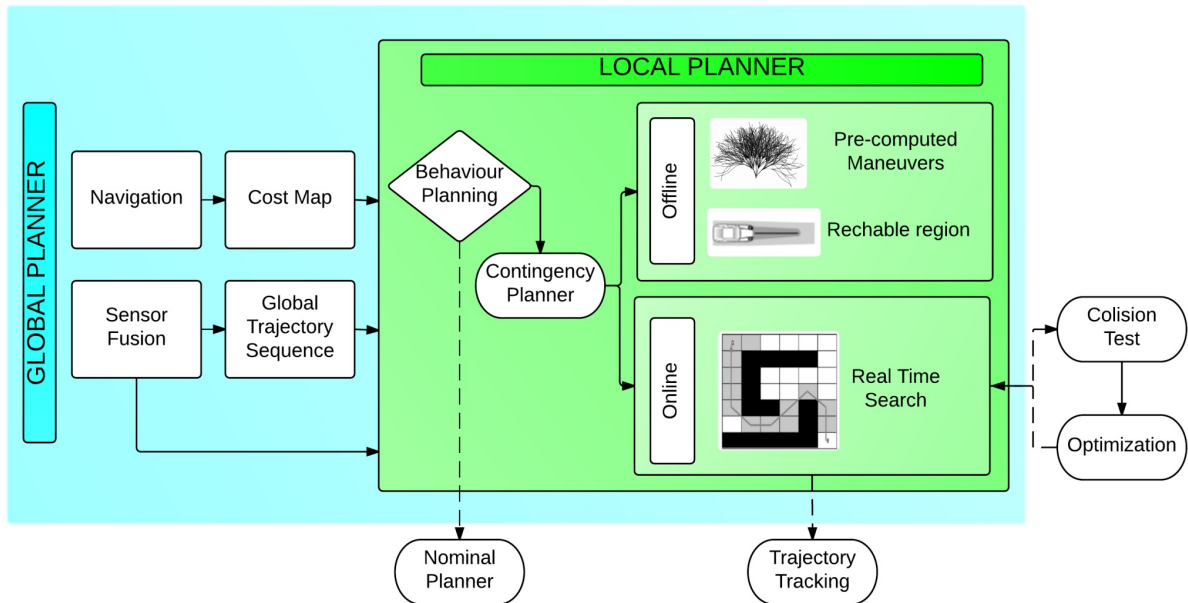 GLOBAL PLANNER
Navigation
Cost Map
Sensor
Fusion
Global
Trajectory
Sequence
LOCAL PLANNER
Behaviour
Planning
Contingency
Planner
Offline
Pre-computed
Maneuvers
Rechable region
Online
Real Time
Search
Colision
Test
Optimization
Nominal
Planner
Trajectory
Tracking